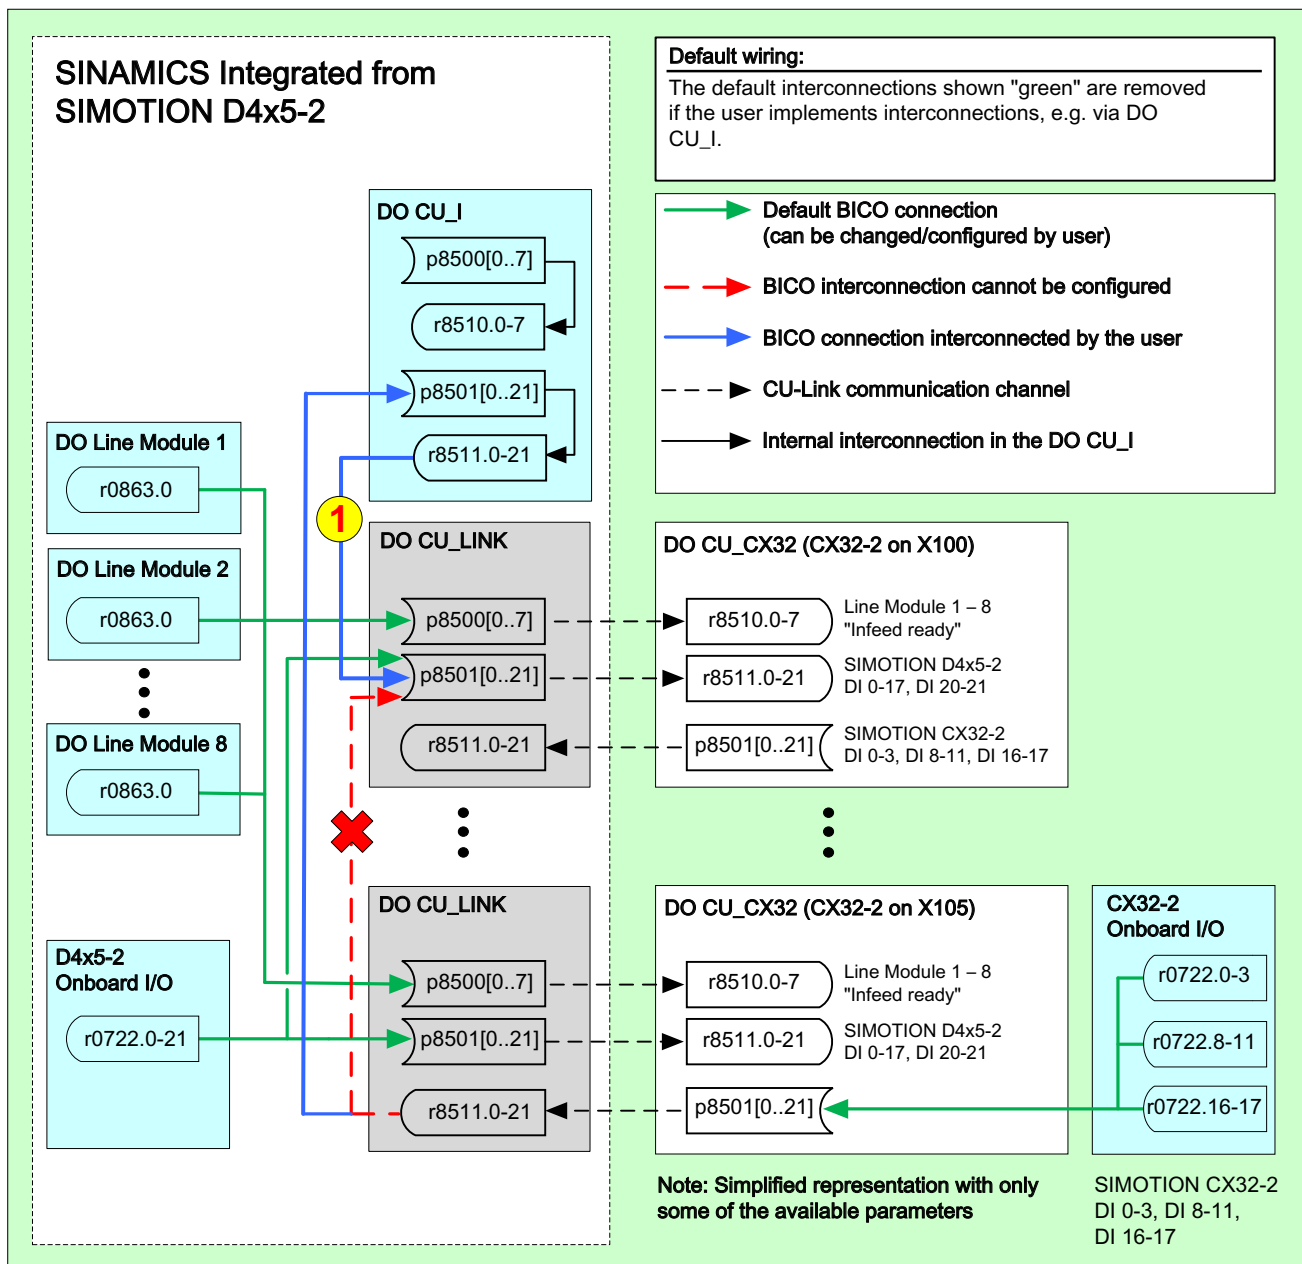 SINAMICS Integrated from
SIMOTION D4x5-2
Default wiring:
The default interconnections shown "green" are removed
if the user implements interconnections, e.g. via DO
CU_I.
Default BICO connection
(can be changed/configured by user)
BICO interconnection cannot be configured
BICO connection interconnected by the user
CU-Link communication channel
Internal interconnection in the DO CU_I
DO CU_I
p8500[0..7]
r8510.0-7
p8501[0..21]
r8511.0-21
1
DO Line Module 1
r0863.0
DO Line Module 2
r0863.0
DO Line Module 8
r0863.0
D4x5-2
Onboard I/O
r0722.0-21
DO CU_LINK
p8500[0..7]
p8501[0..21]
r8511.0-21
DO CU_CX32 (CX32-2 on X100)
r8510.0-7
Line Module 1 – 8
"Infeed ready"
r8511.0-21
SIMOTION D4x5-2
DI 0-17, DI 20-21
p8501[0..21]
SIMOTION CX32-2
DI 0-3, DI 8-11, DI 16-17
DO CU_LINK
p8500[0..7]
p8501[0..21]
r8511.0-21
DO CU_CX32 (CX32-2 on X105)
r8510.0-7
Line Module 1 – 8
"Infeed ready"
r8511.0-21
SIMOTION D4x5-2
DI 0-17, DI 20-21
p8501[0..21]
CX32-2
Onboard I/O
r0722.0-3
r0722.8-11
r0722.16-17
Note: Simplified representation with only
some of the available parameters
SIMOTION CX32-2
DI 0-3, DI 8-11,
DI 16-17